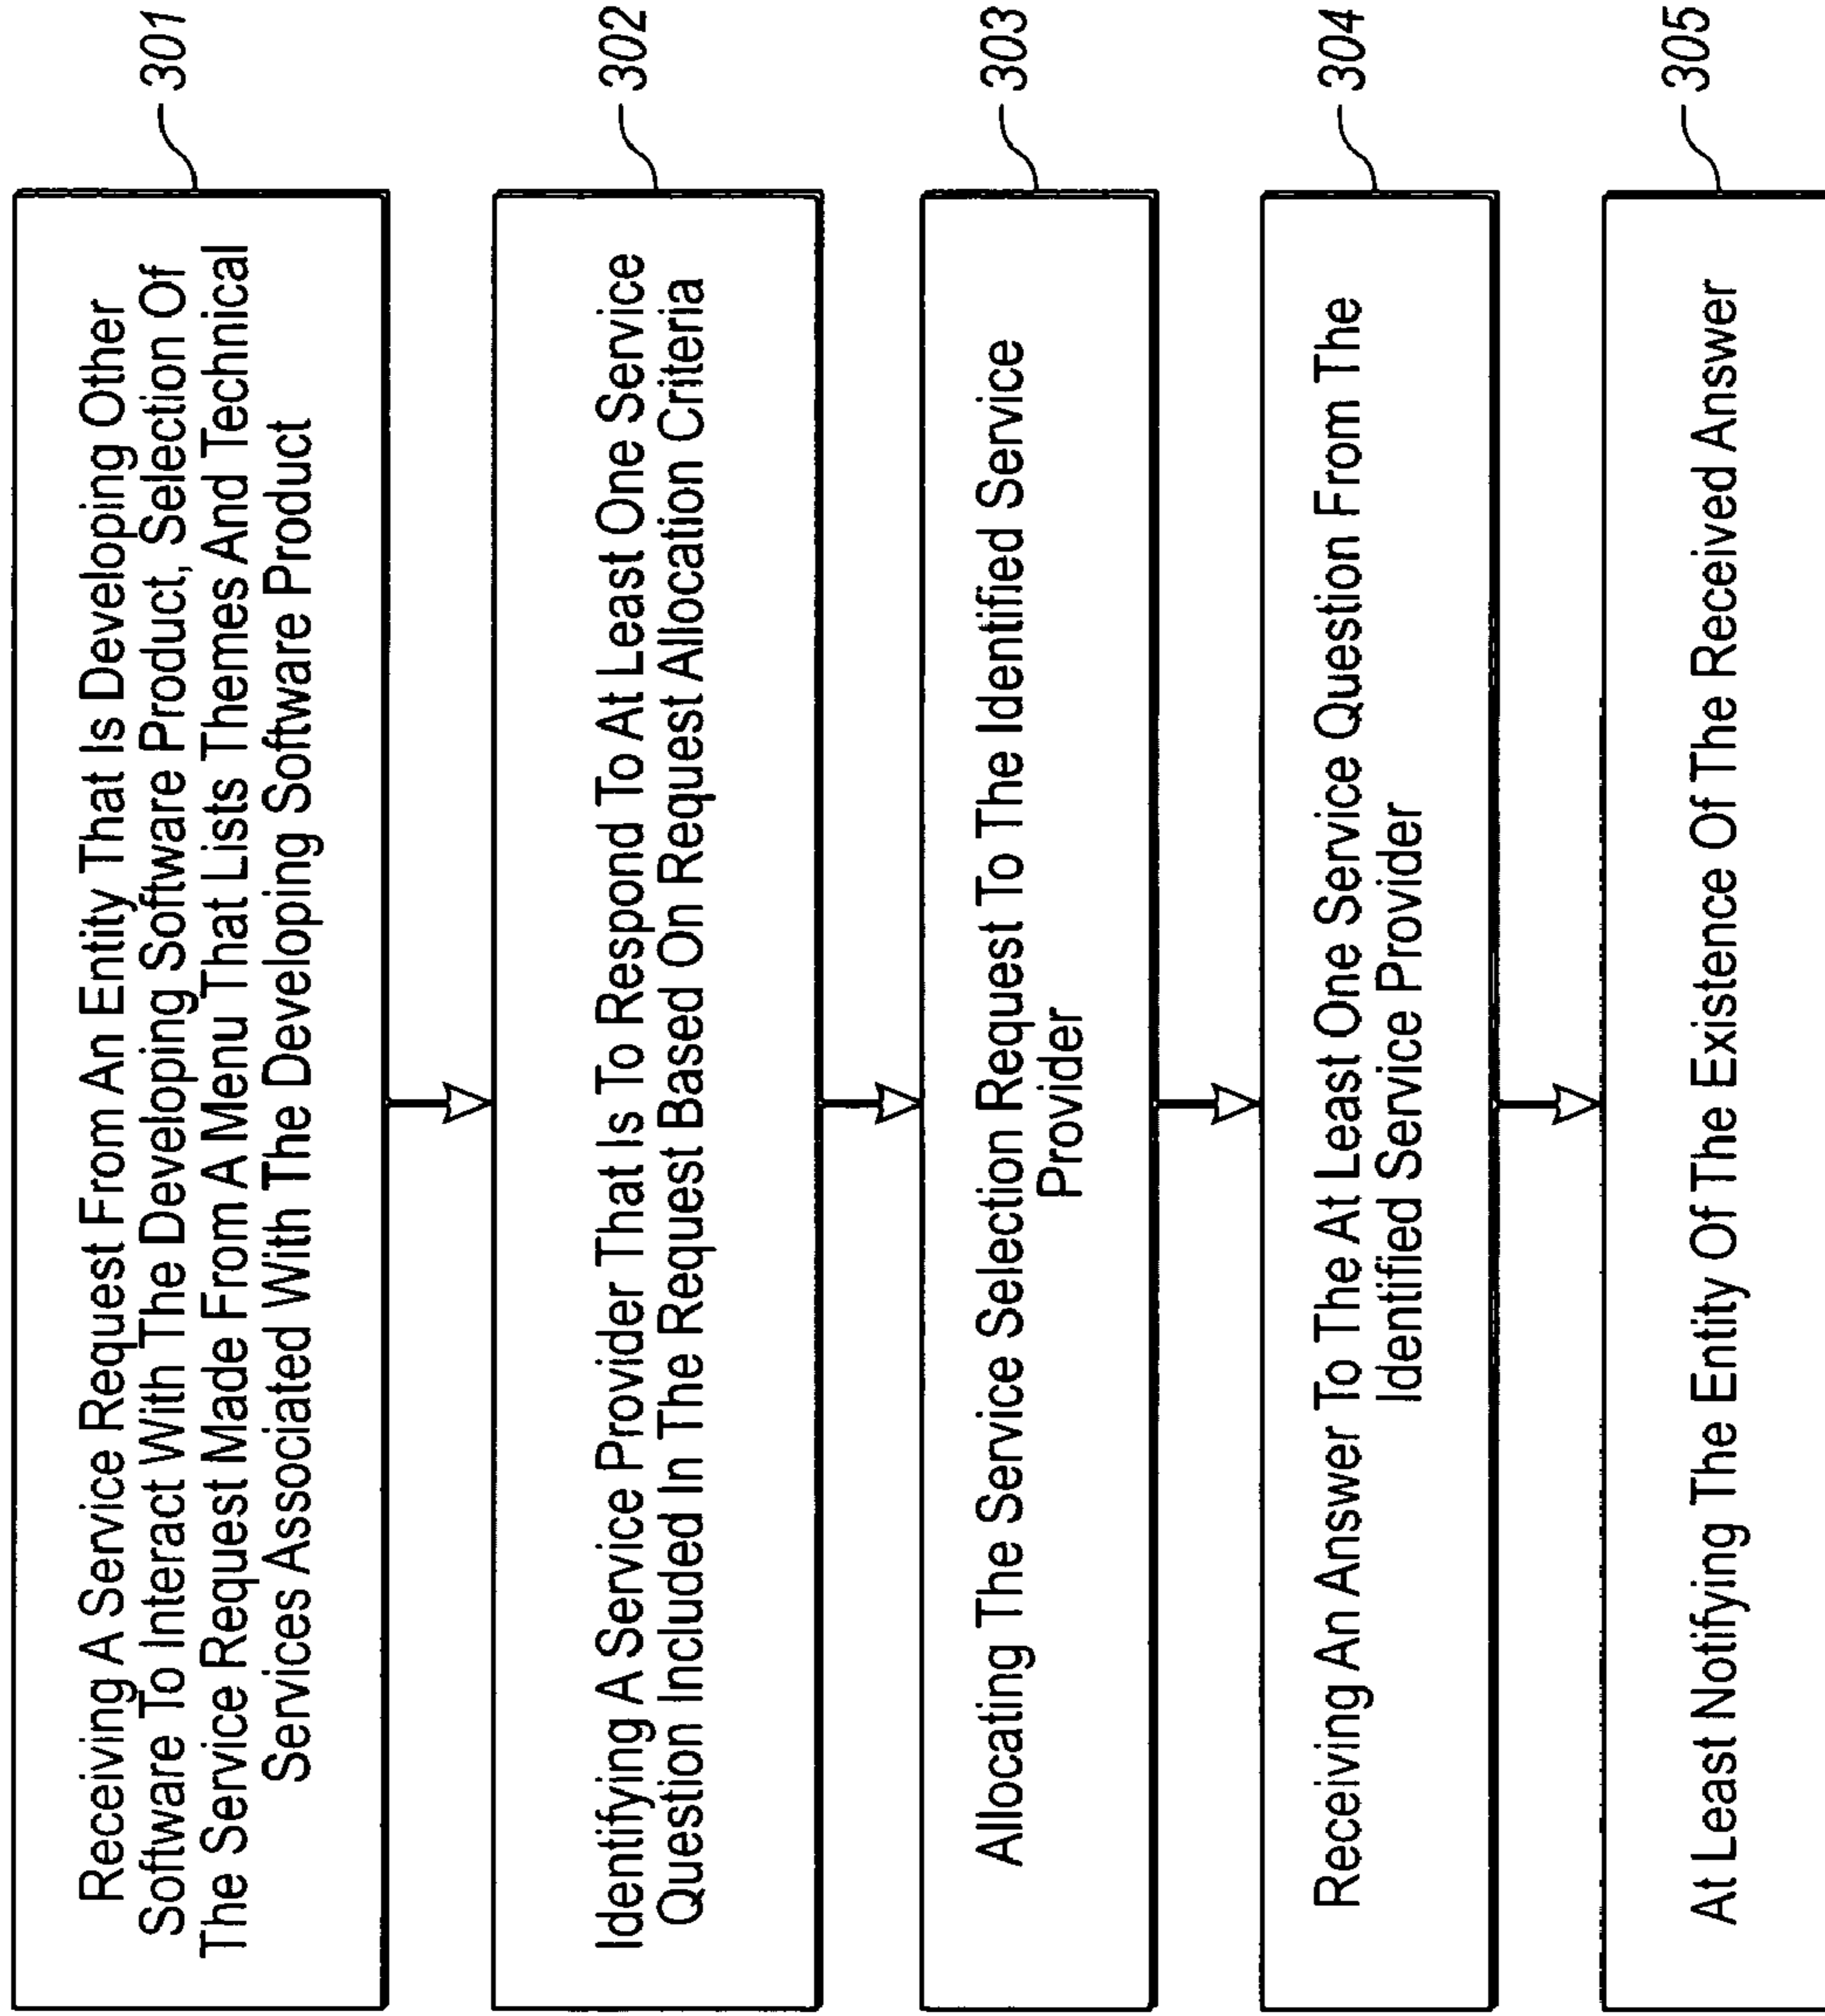 Receiving A Service Request From An Entity That Is Developing Other
Software To Interact With The Developing Software Product, Selection Of
The Service Request Made From A Menu That Lists Themes And Technical
Services Associated With The Developing Software Product
301
Identifying A Service Provider That Is To Respond To At Least One Service
Question Included In The Request Based On Request Allocation Criteria
302
Allocating The Service Selection Request To The Identified Service
Provider
303
Receiving An Answer To The At Least One Service Question From The
Identified Service Provider
304
At Least Notifying The Entity Of The Existence Of The Received Answer
305